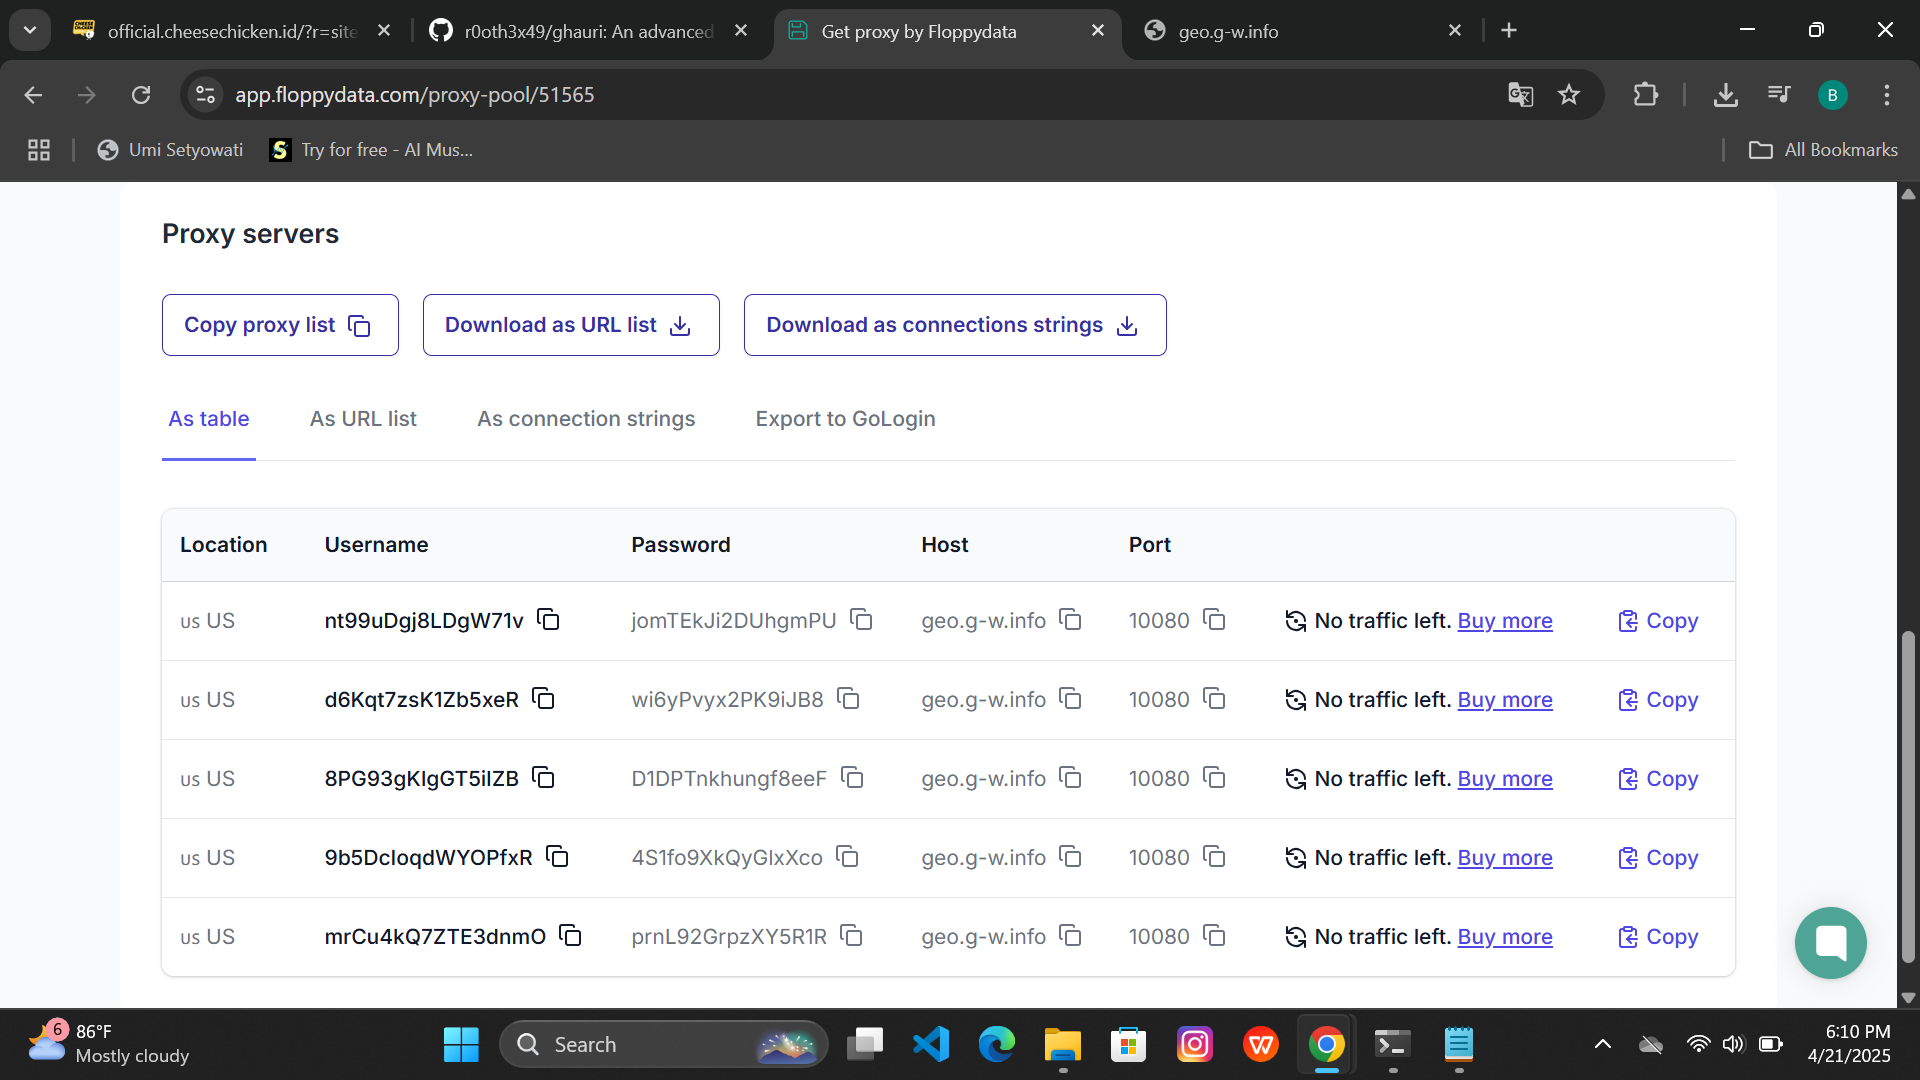 official.cheesechicken.id/?r=site
r0oth3x49/ghauri: An advanced
Get proxy by Floppydata
geo.g-w.info
app.floppydata.com/proxy-pool/51565
B
Umi Setyowati
Try for free - AI Mus...
All Bookmarks
Proxy servers
Copy proxy list
Download as URL list
Download as connections strings
As table
As URL list
As connection strings
Export to GoLogin
Location Username Password Host Port
us US nt99uDgj8LDgW71v jomTEkJi2DUhgmPU geo.g-w.info 10080 No traffic left. Buy more Copy
us US d6Kqt7zsK1Zb5xeR wi6yPvyx2PK9iJB8 geo.g-w.info 10080 No traffic left. Buy more Copy
us US 8PG93gKIgGT5iIZB D1DPTnkhungf8eeF geo.g-w.info 10080 No traffic left. Buy more Copy
us US 9b5DcIoqdWYOPfxR 4S1fo9XkQyGlxXco geo.g-w.info 10080 No traffic left. Buy more Copy
us US mrCu4kQ7ZTE3dnmO prnL92GrpzXY5R1R geo.g-w.info 10080 No traffic left. Buy more Copy
6
86°F
Mostly cloudy
Search
6:10 PM
4/21/2025